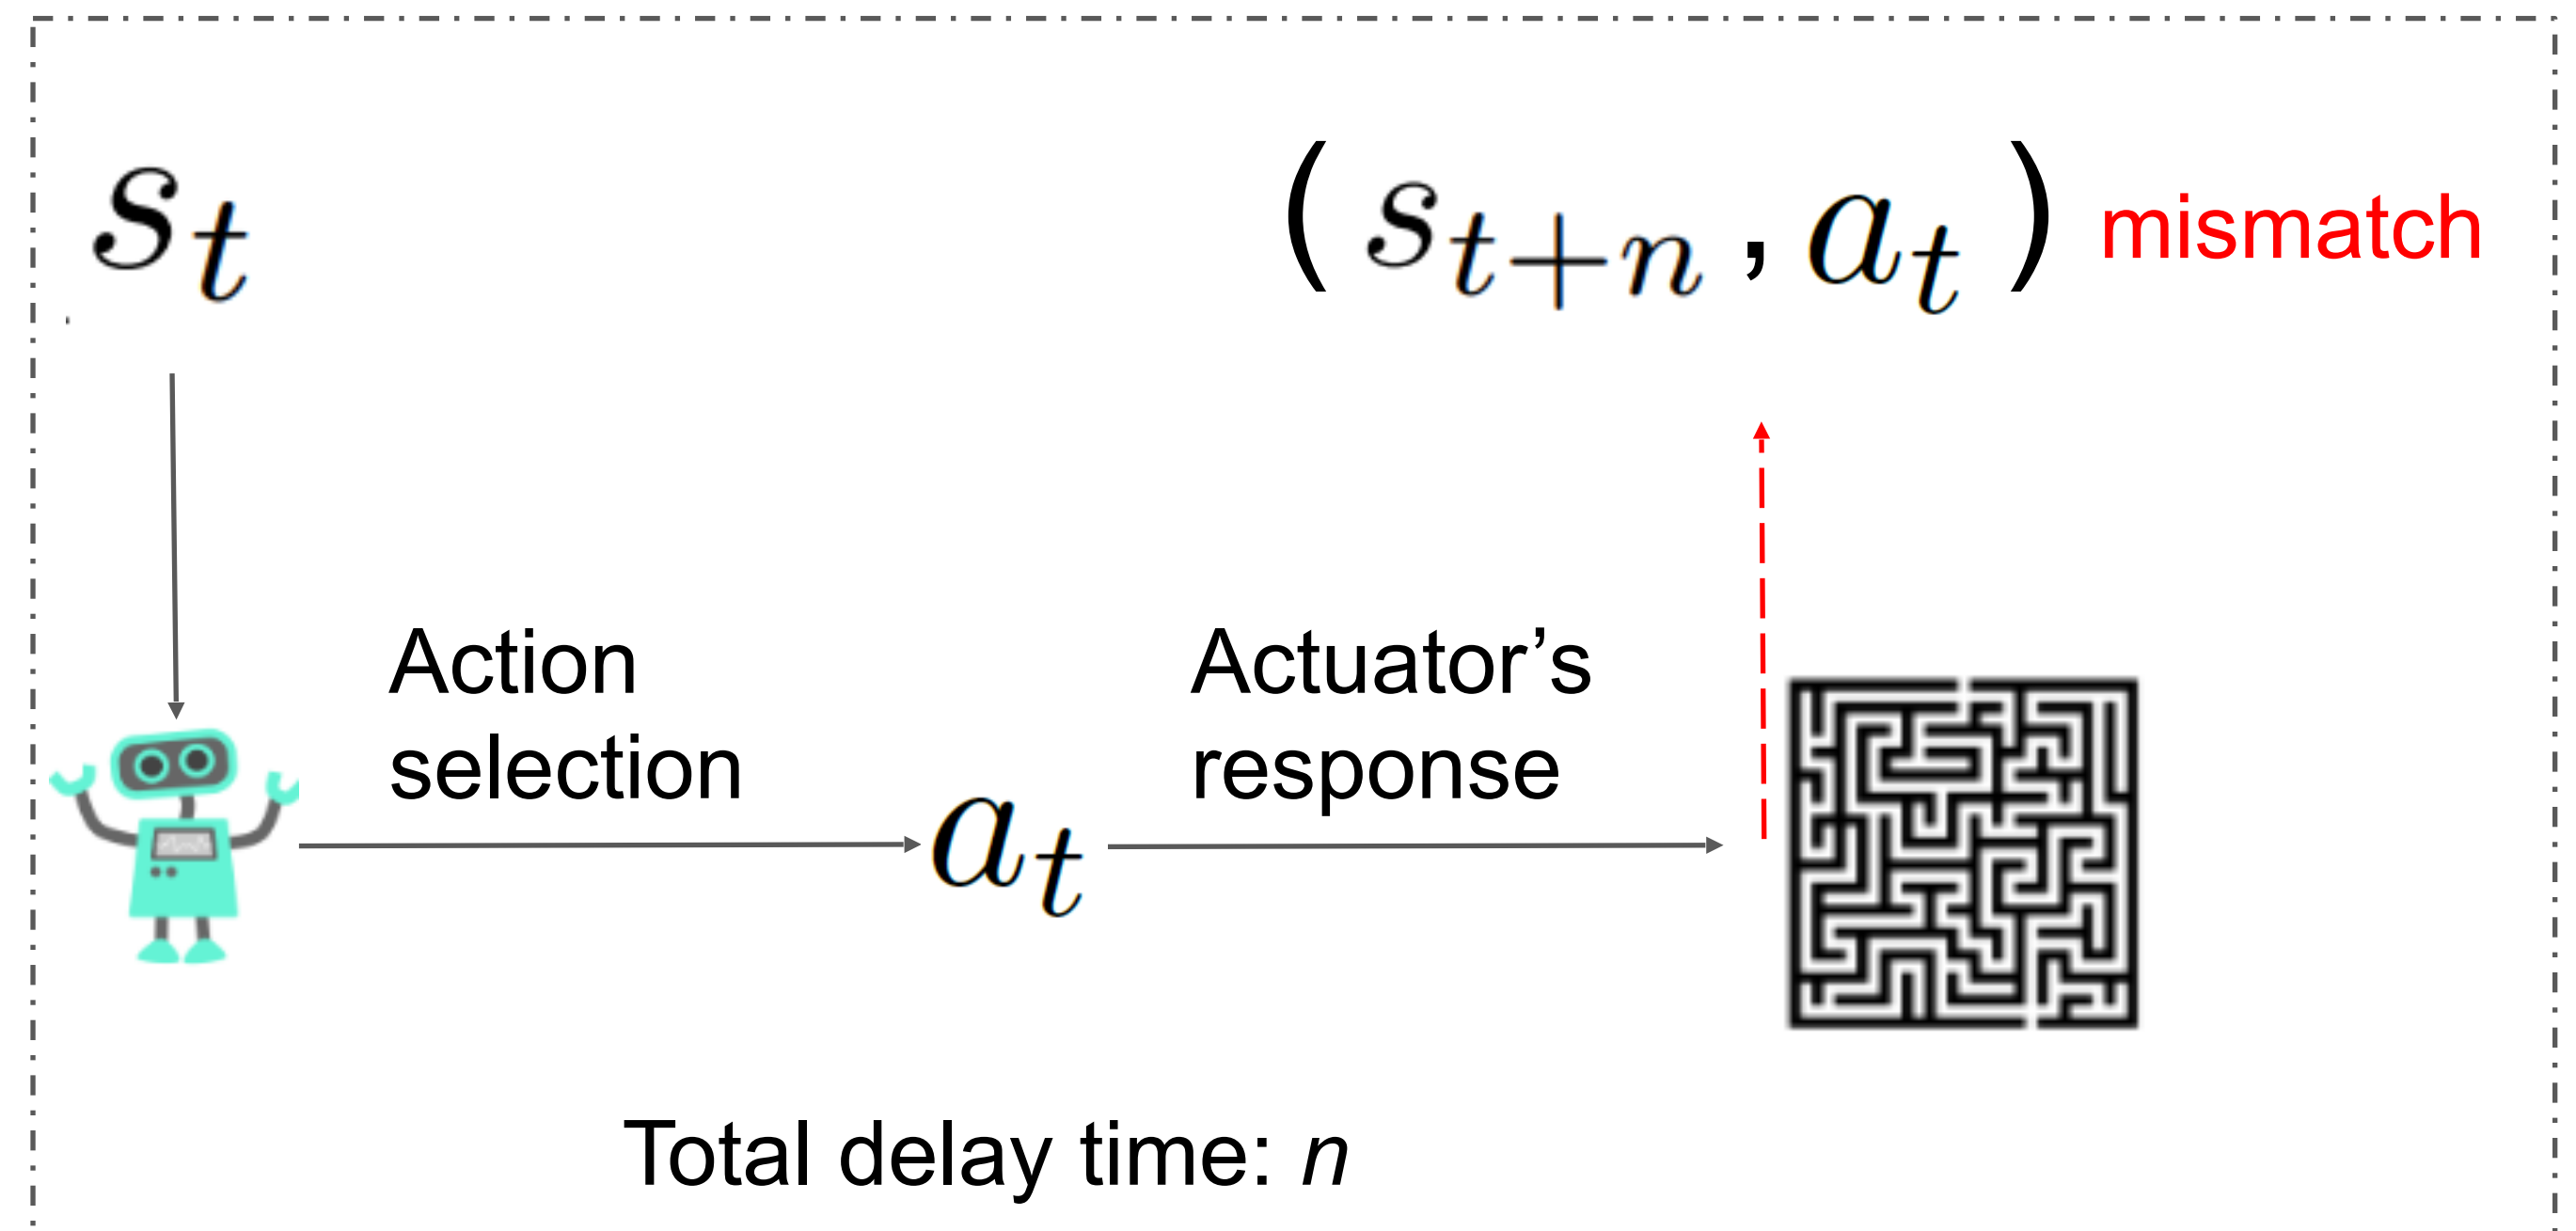 s_t
( s_{t+n} , a_t ) mismatch
Action
selection
Actuator’s
response
a_t
Total delay time: n